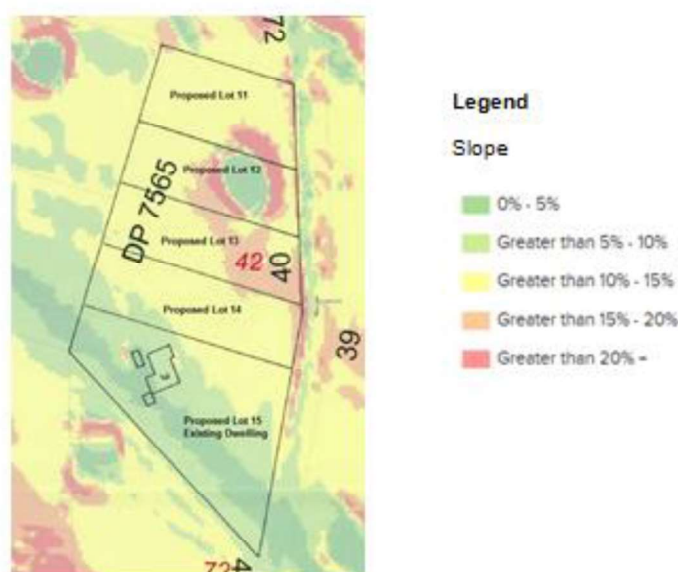 72
Proposed Lot 11
Proposed Lot 12
DP 7565
Proposed Lot 13
42
40
Proposed Lot 14
39
Proposed Lot 15
Existing Dwelling
72
4
Legend
Slope
0% - 5%
Greater than 5% - 10%
Greater than 10% - 15%
Greater than 15% - 20%
Greater than 20% -